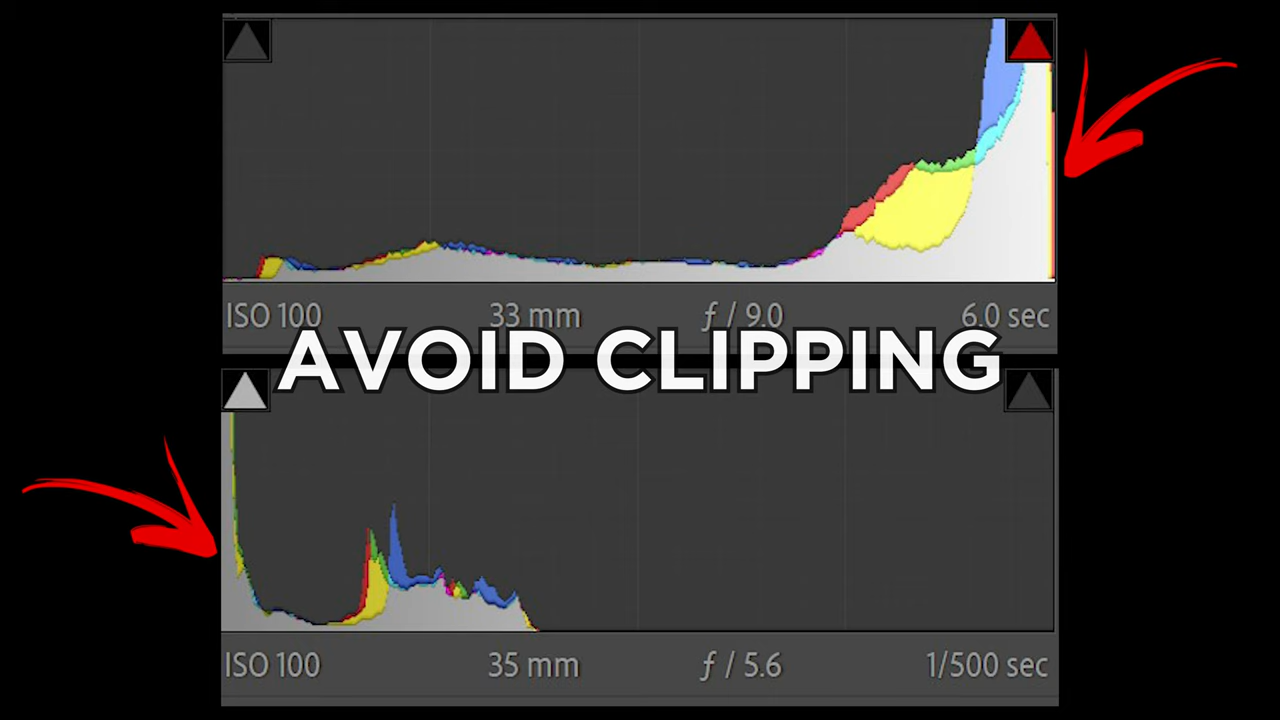 ISO 100 33 mm ƒ / 9.0 6.0 sec
AVOID CLIPPING
ISO 100 35 mm ƒ / 5.6 1/500 sec